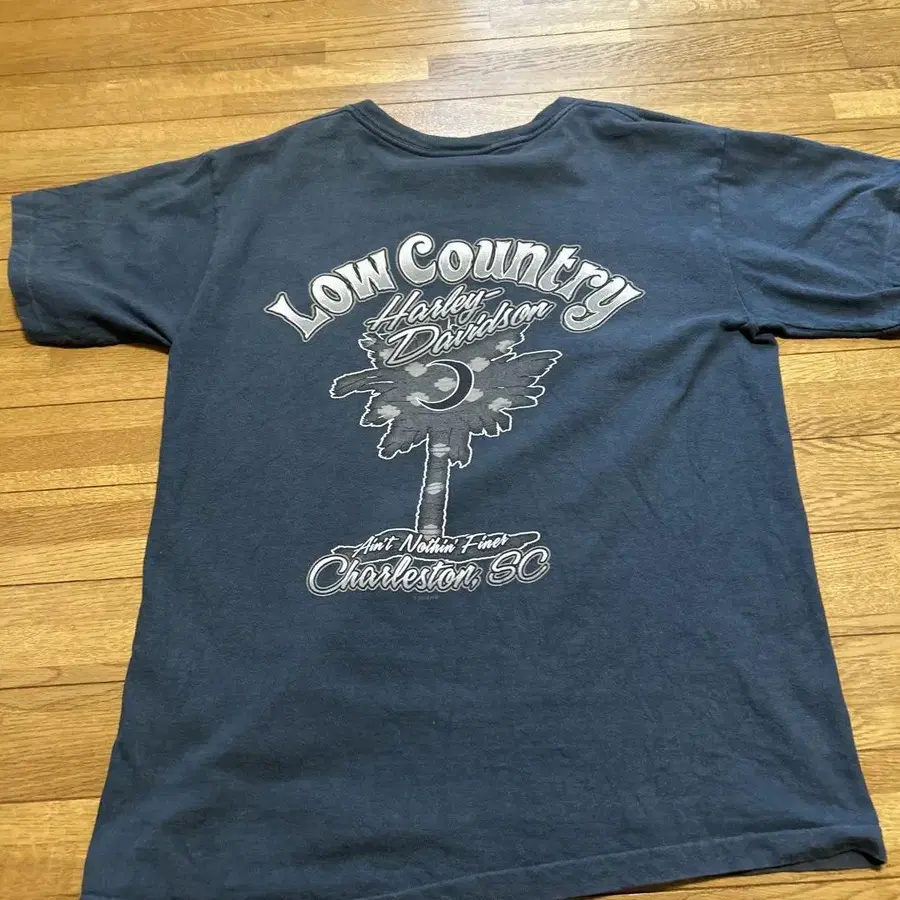 Low Country
Harley-
Davidson
Ain't Nothin' Finer
Charleston, SC